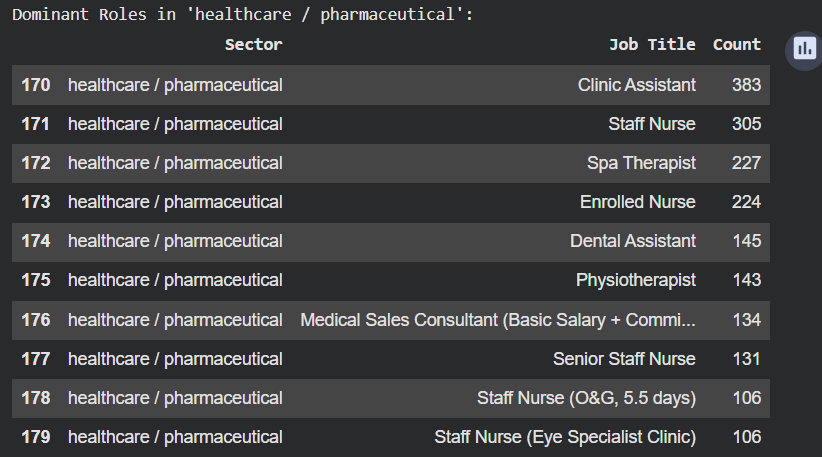 Dominant Roles in 'healthcare / pharmaceutical':
Sector Job Title Count
170 healthcare / pharmaceutical Clinic Assistant 383
171 healthcare / pharmaceutical Staff Nurse 305
172 healthcare / pharmaceutical Spa Therapist 227
173 healthcare / pharmaceutical Enrolled Nurse 224
174 healthcare / pharmaceutical Dental Assistant 145
175 healthcare / pharmaceutical Physiotherapist 143
176 healthcare / pharmaceutical Medical Sales Consultant (Basic Salary + Commi... 134
177 healthcare / pharmaceutical Senior Staff Nurse 131
178 healthcare / pharmaceutical Staff Nurse (O&G, 5.5 days) 106
179 healthcare / pharmaceutical Staff Nurse (Eye Specialist Clinic) 106